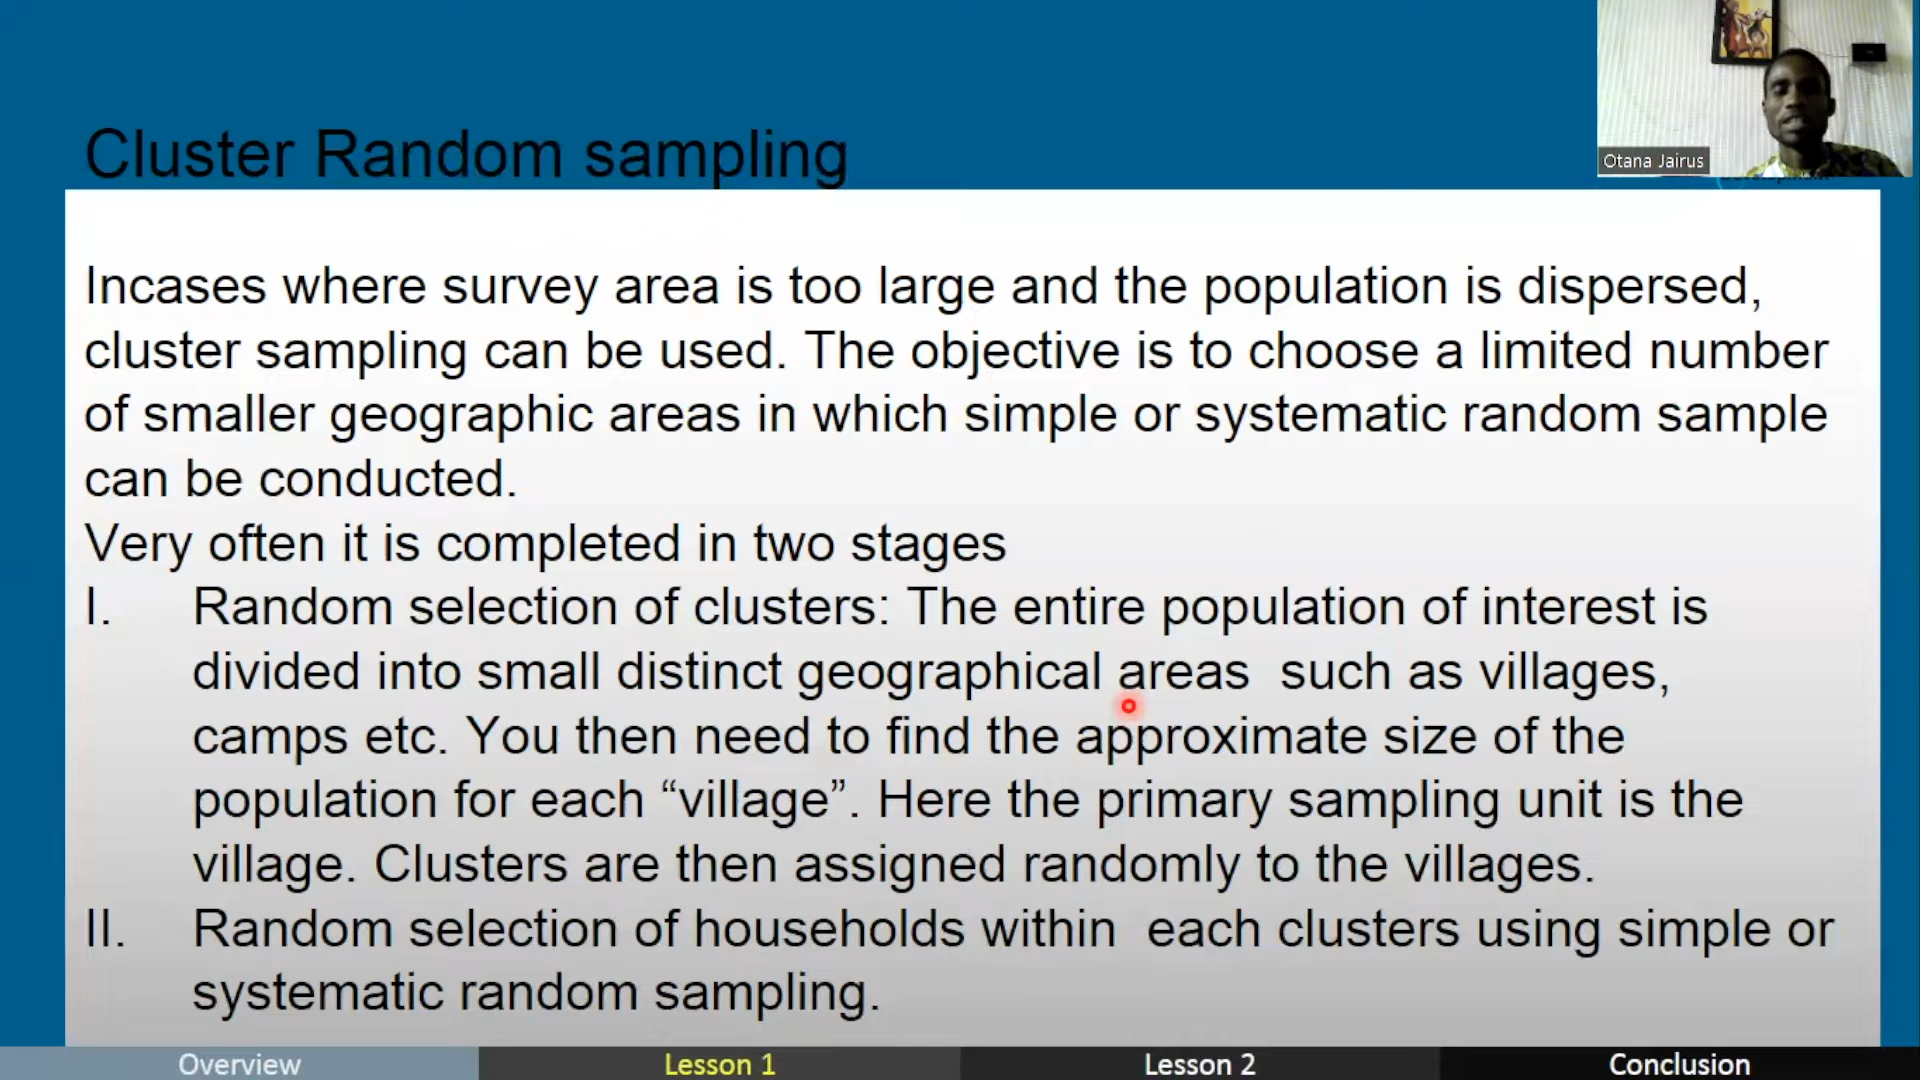 Cluster Random sampling
Otana Jairus
Incases where survey area is too large and the population is dispersed,
cluster sampling can be used. The objective is to choose a limited number
of smaller geographic areas in which simple or systematic random sample
can be conducted.
Very often it is completed in two stages
I. Random selection of clusters: The entire population of interest is
divided into small distinct geographical areas such as villages,
camps etc. You then need to find the approximate size of the
population for each “village”. Here the primary sampling unit is the
village. Clusters are then assigned randomly to the villages.
II. Random selection of households within each clusters using simple or
systematic random sampling.
Overview
Lesson 1
Lesson 2
Conclusion